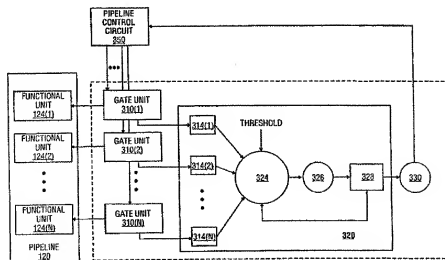 PIPELINE
CONTROL
CIRCUIT
350
FUNCTIONAL
UNIT
124(1)
GATE UNIT
310(1)
314(1)
THRESHOLD
FUNCTIONAL
UNIT
124(2)
GATE UNIT
310(2)
314(2)
324
326
328
330
FUNCTIONAL
UNIT
124(N)
GATE UNIT
310(N)
314(N)
320
PIPELINE
120